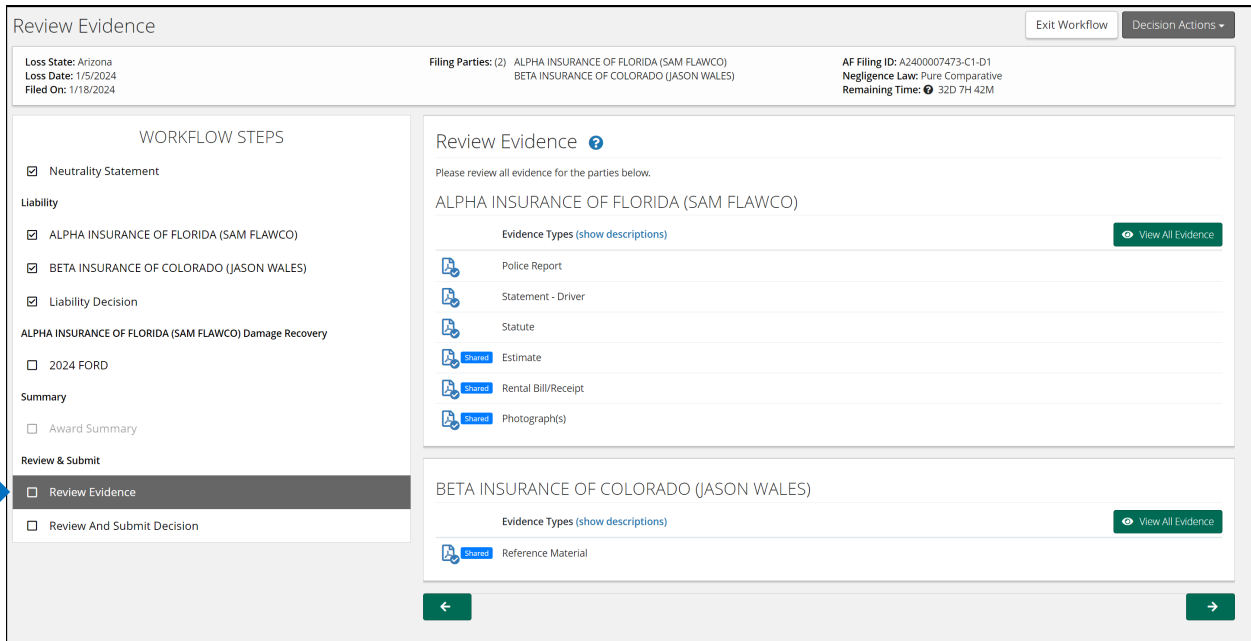 Review Evidence
Exit Workflow
Decision Actions
Loss State: Arizona
Loss Date: 1/5/2024
Filed On: 1/18/2024
Filing Parties: (2) ALPHA INSURANCE OF FLORIDA (SAM FLAWCO)
BETA INSURANCE OF COLORADO (JASON WALES)
AF Filing ID: A2400007473-C1-D1
Negligence Law: Pure Comparative
Remaining Time: ? 32D 7H 42M
WORKFLOW STEPS
Neutrality Statement
Liability
ALPHA INSURANCE OF FLORIDA (SAM FLAWCO)
BETA INSURANCE OF COLORADO (JASON WALES)
Liability Decision
ALPHA INSURANCE OF FLORIDA (SAM FLAWCO) Damage Recovery
2024 FORD
Summary
Award Summary
Review & Submit
Review Evidence
Review And Submit Decision
Review Evidence ?
Please review all evidence for the parties below.
ALPHA INSURANCE OF FLORIDA (SAM FLAWCO)
Evidence Types (show descriptions)
View All Evidence
Police Report
Statement - Driver
Statute
Shared Estimate
Shared Rental Bill/Receipt
Shared Photograph(s)
BETA INSURANCE OF COLORADO (JASON WALES)
Evidence Types (show descriptions)
View All Evidence
Shared Reference Material